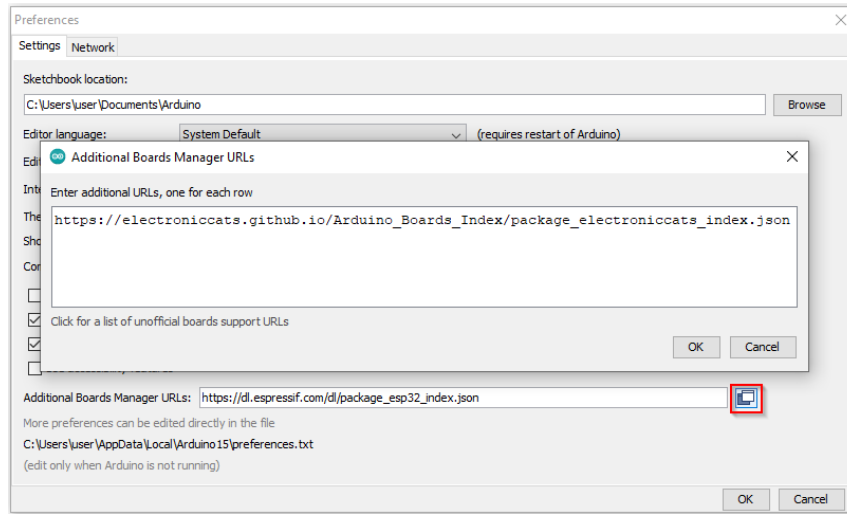 Preferences
Settings Network
Sketchbook location:
C:\Users\user\Documents\Arduino Browse
Editor language: System Default (requires restart of Arduino)
Additional Boards Manager URLs
Enter additional URLs, one for each row
https://electroniccats.github.io/Arduino_Boards_Index/package_electroniccats_index.json
Click for a list of unofficial boards support URLs
OK Cancel
Additional Boards Manager URLs: https://dl.espressif.com/dl/package_esp32_index.json
More preferences can be edited directly in the file
C:\Users\user\AppData\Local\Arduino15\preferences.txt
(edit only when Arduino is not running)
OK Cancel